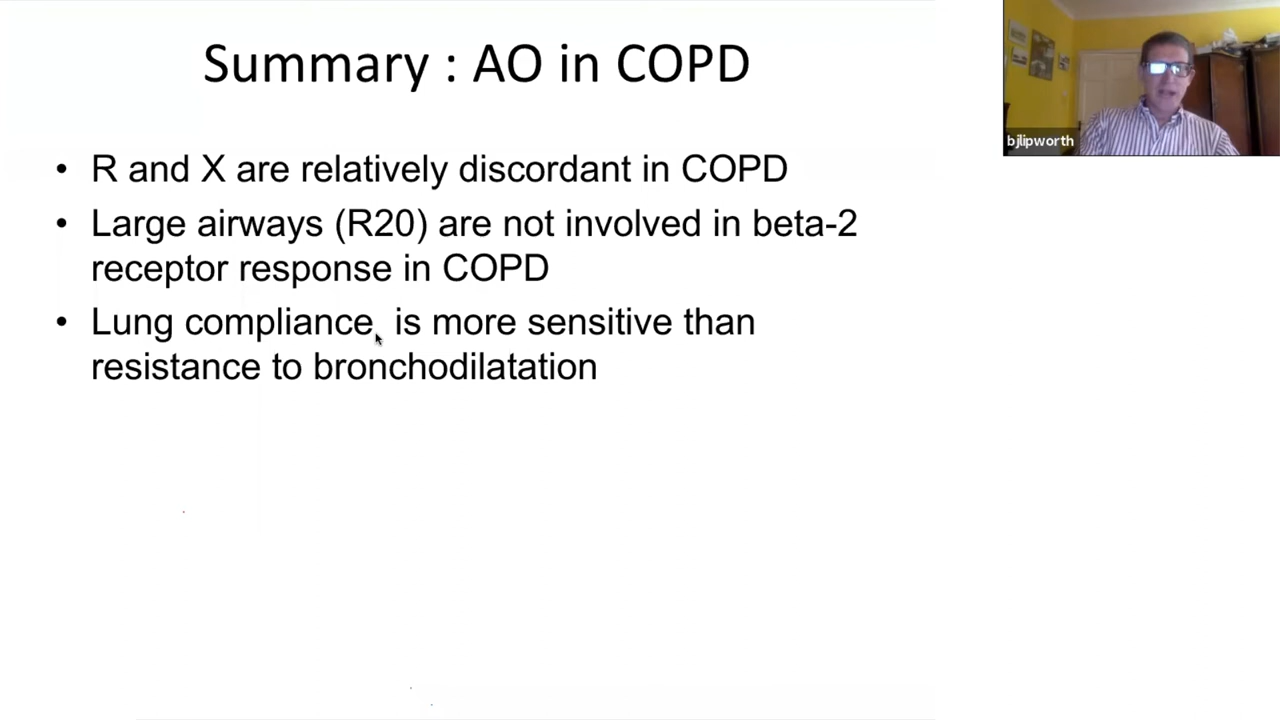 Summary : AO in COPD
bjlipworth
• R and X are relatively discordant in COPD
• Large airways (R20) are not involved in beta-2
receptor response in COPD
• Lung compliance, is more sensitive than
resistance to bronchodilatation